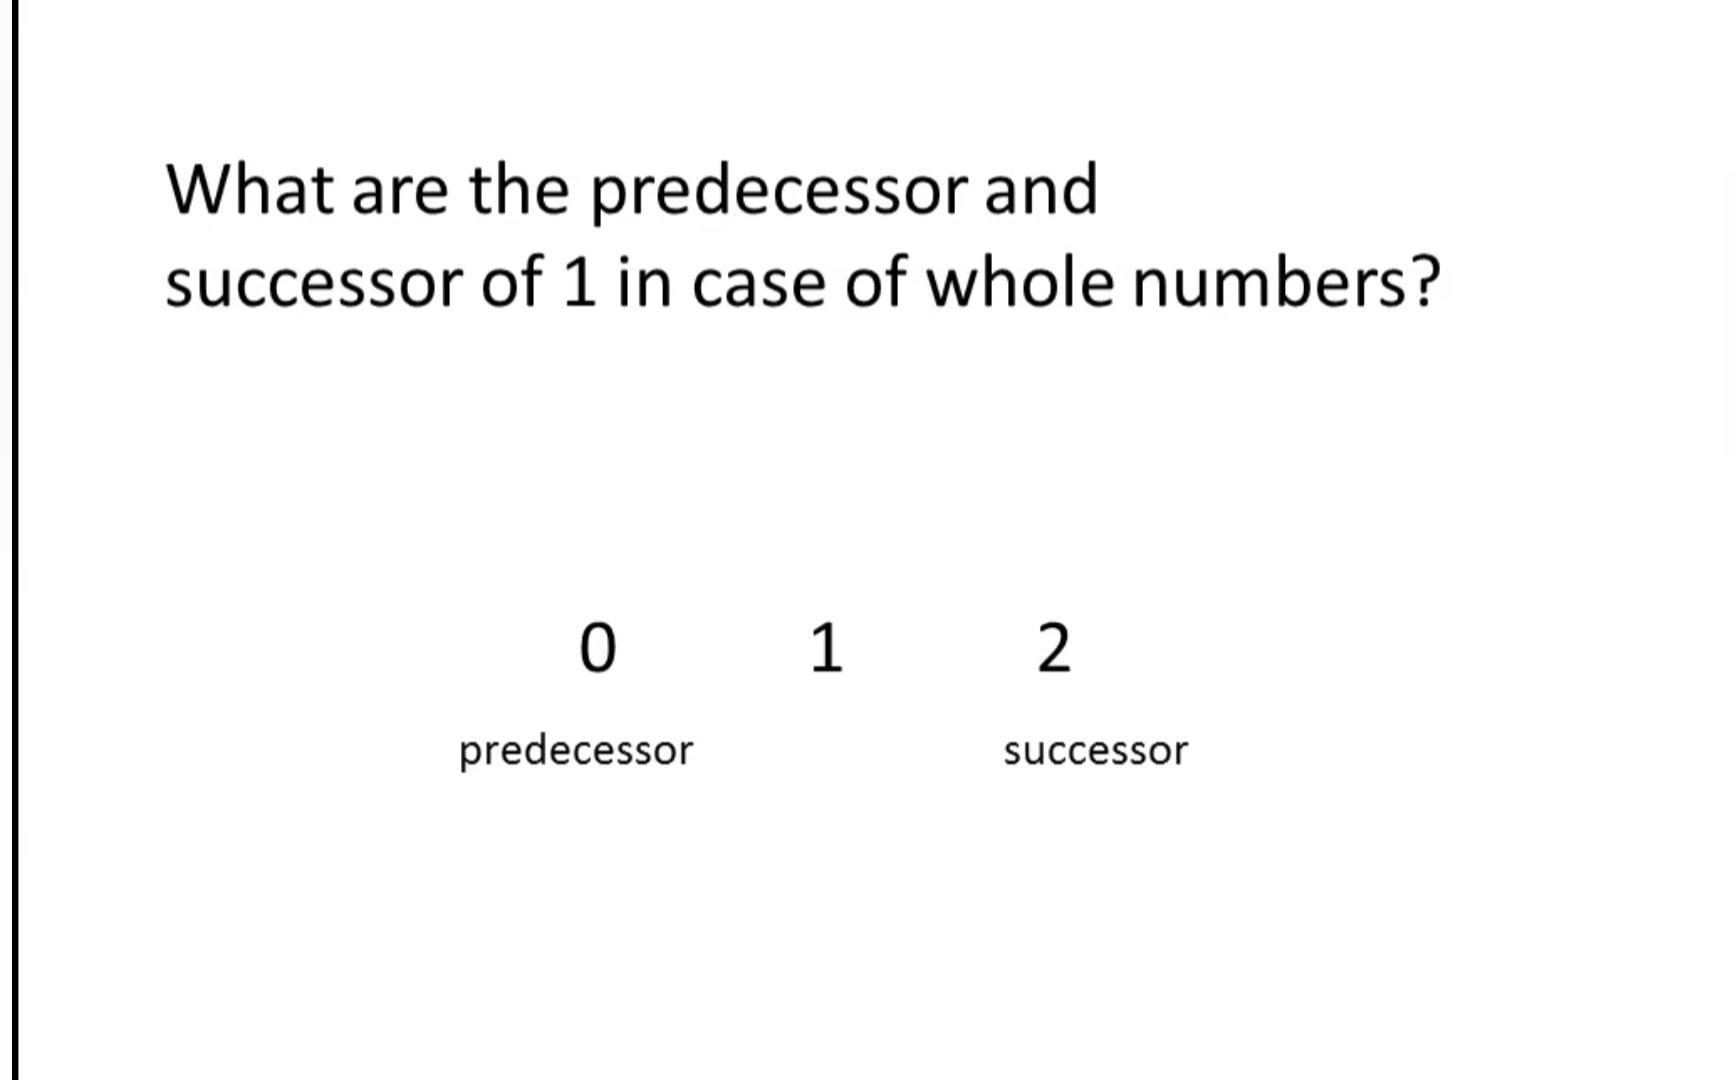 What are the predecessor and
successor of 1 in case of whole numbers?
0 1 2
predecessor successor